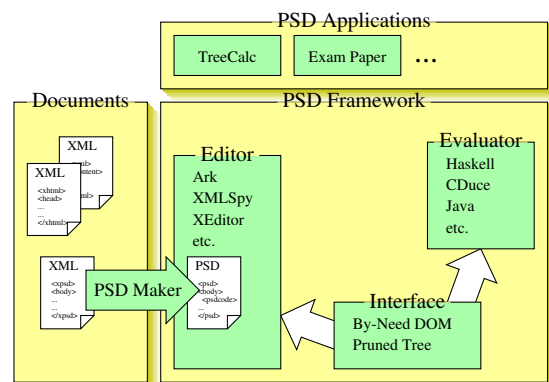 PSD Applications
TreeCalc
Exam Paper
...
Documents
XML
XML
<xhtml>
<head>
...
...
</xhtml>
XML
<xpsd>
<body>
...
...
</xpsd>
PSD Maker
PSD Framework
Editor
Ark
XMLSpy
XEditor
etc.
PSD
<psd>
<body>
<psdcode>
...
</psd>
Evaluator
Haskell
CDuce
Java
etc.
Interface
By-Need DOM
Pruned Tree